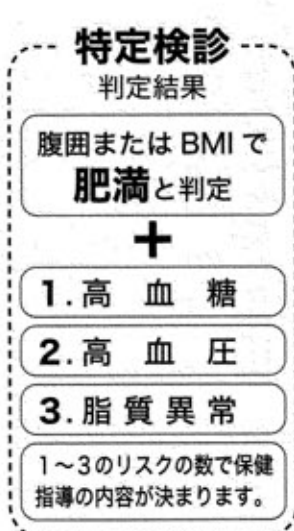 特定検診
判定結果
腹囲または BMI で
肥満と判定
+
1.高血糖
2.高血圧
3.脂質異常
1〜3のリスクの数で保健
指導の内容が決まります。